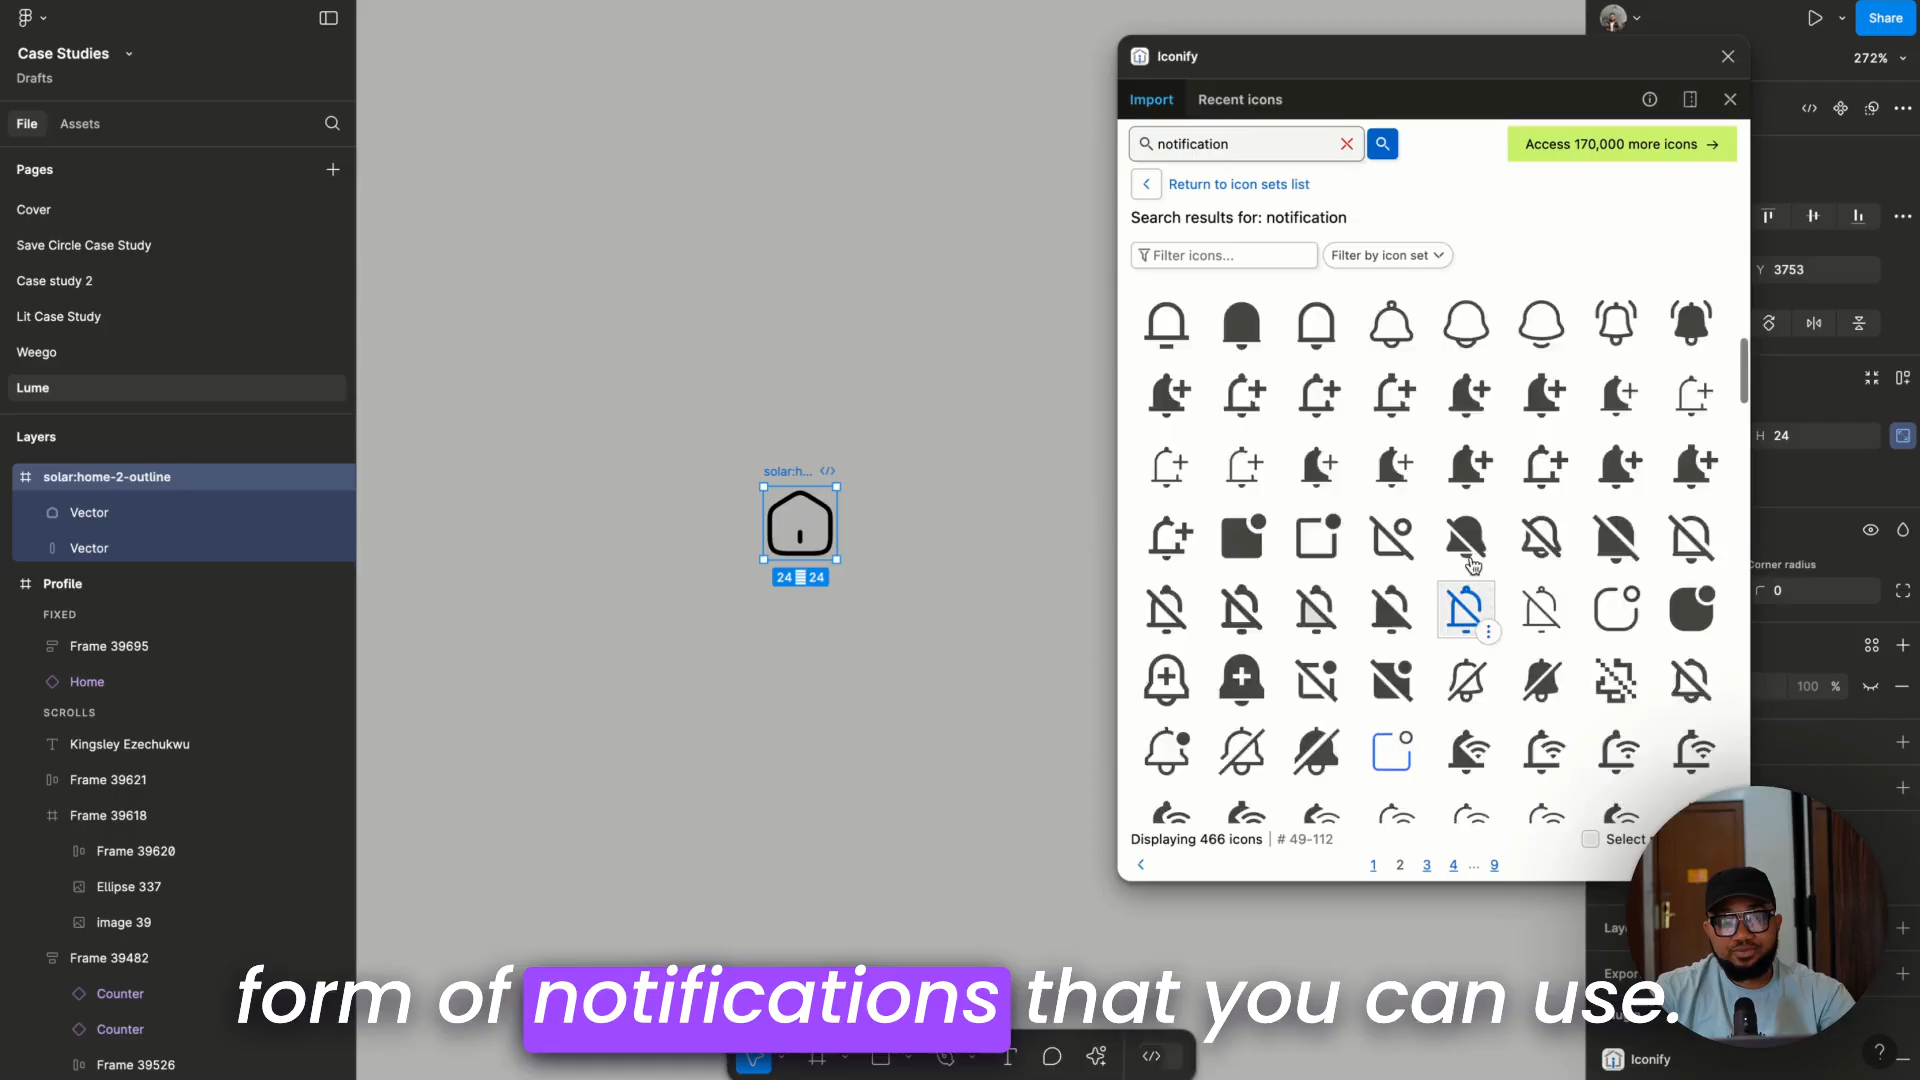 Case Studies
Drafts
File
Assets
Pages
Cover
Save Circle Case Study
Case study 2
Lit Case Study
Weego
Lume
Layers
solar:home-2-outline
Vector
Vector
Profile
FIXED
Frame 39695
Home
SCROLLS
Kingsley Ezechukwu
Frame 39621
Frame 39618
Frame 39620
Ellipse 337
image 39
Frame 39482
Counter
Counter
Frame 39526
solar:h...
24 24
Iconify
Import
Recent icons
notification
Access 170,000 more icons →
Return to icon sets list
Search results for: notification
Filter icons...
Filter by icon set
Displaying 466 icons
# 49-112
Select
1 2 3 4 ... 9
Share
272%
Y 3753
H 24
Corner radius
0
100 %
Iconify
?
form of notifications that you can use.